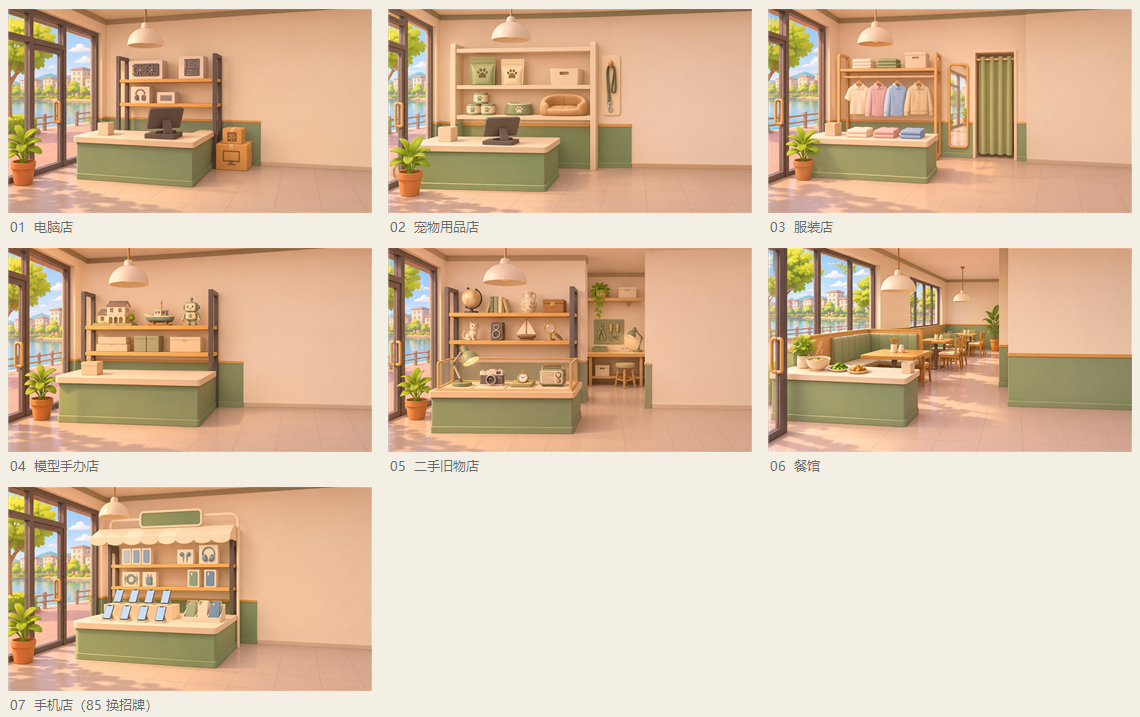 01 电脑店
02 宠物用品店
03 服装店
04 模型手办店
05 二手旧物店
06 餐馆
07 手机店（85 换招牌）